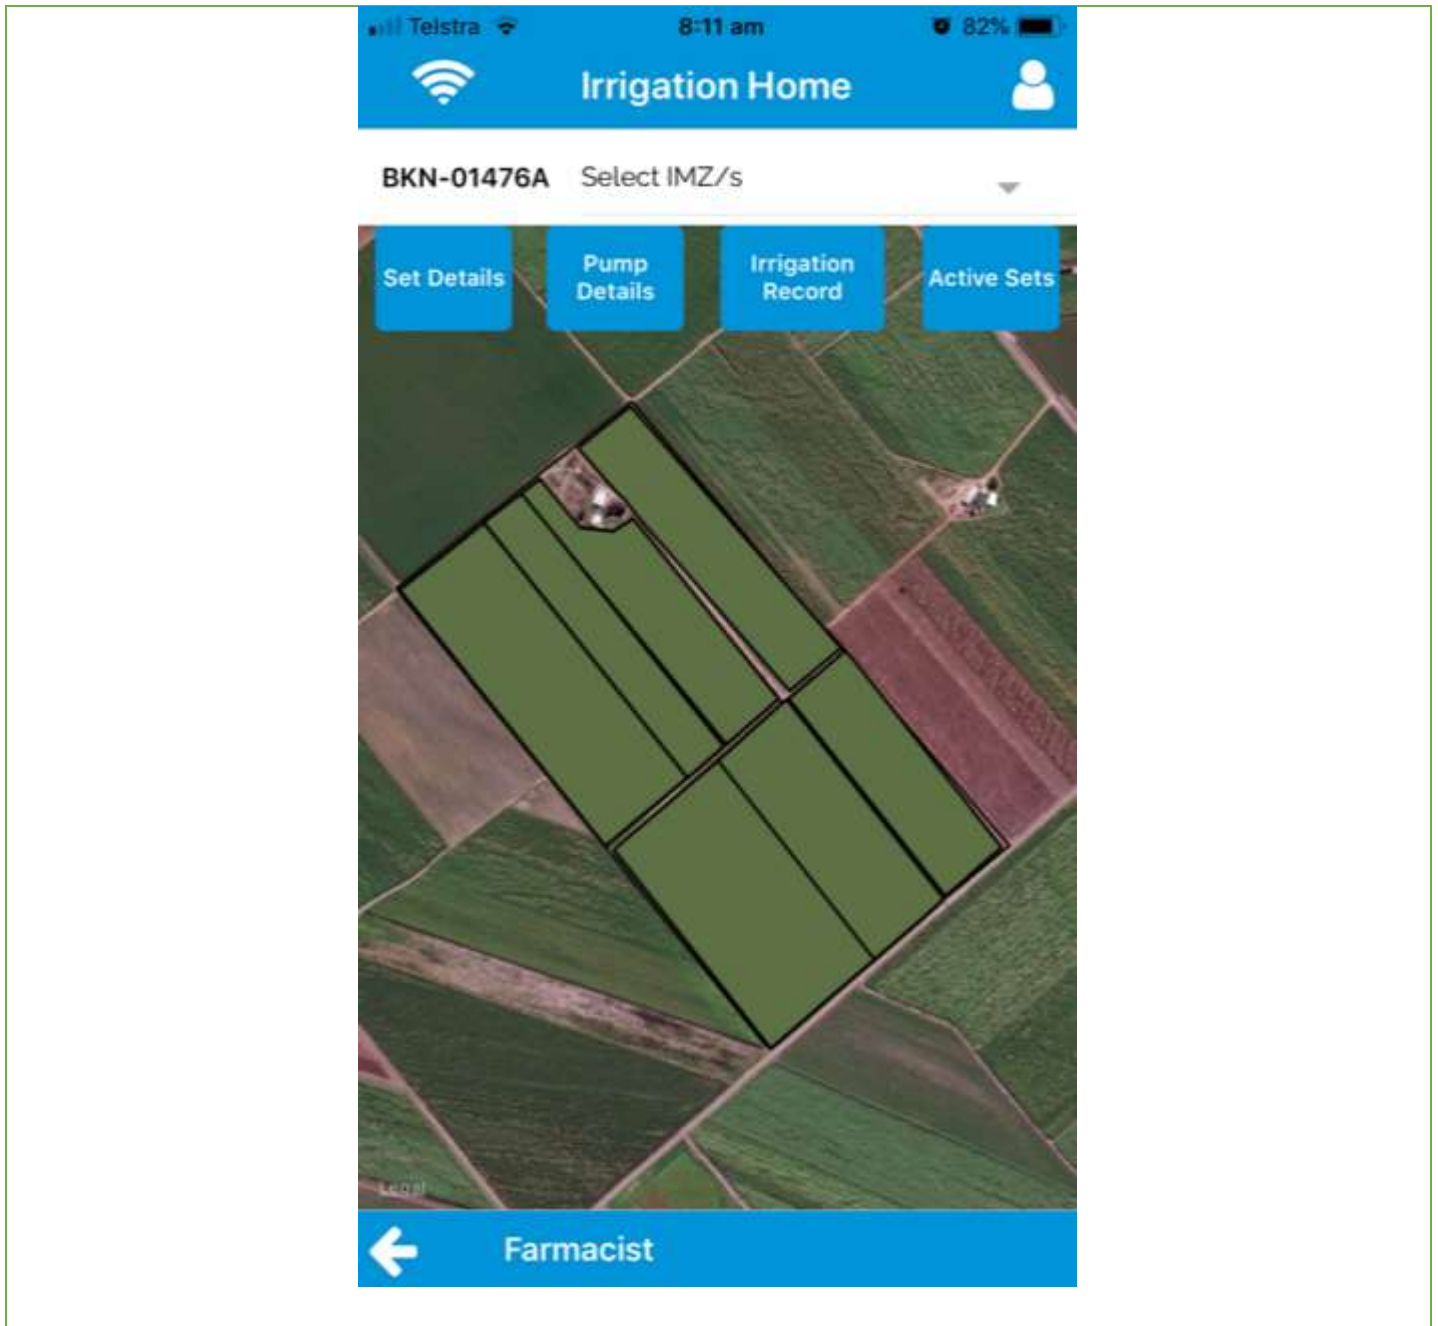 Telstra 8:11 am 82%
Irrigation Home
BKN-01476A Select IMZ/s
Set Details
Pump
Details
Irrigation
Record
Active Sets
Legal
Farmacist